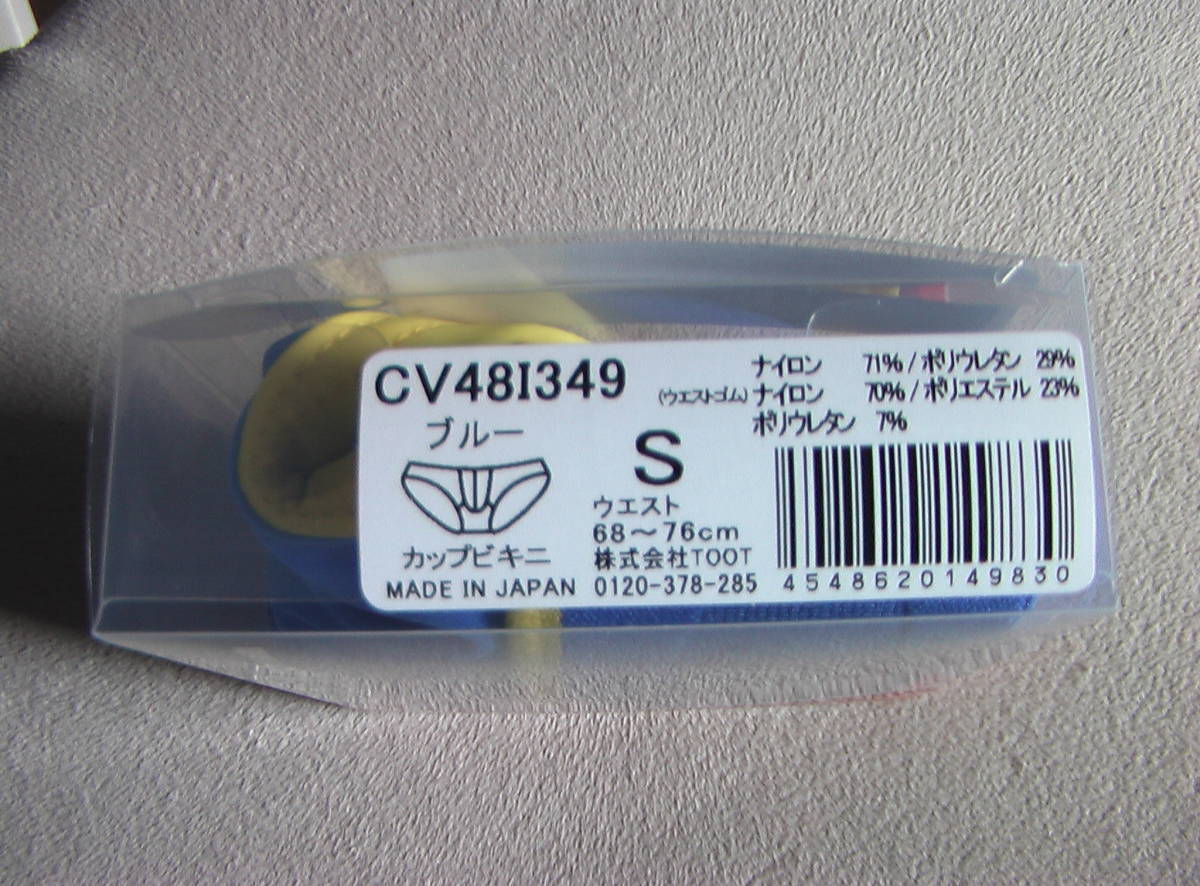 CV48I349
ブルー
カップビキニ
MADE IN JAPAN
S
ウエスト
68～76cm
株式会社TOOT
0120-378-285
ナイロン 71% / ポリウレタン 29%
(ウエストゴム) ナイロン 70% / ポリエステル 23%
ポリウレタン 7%
4548620149830